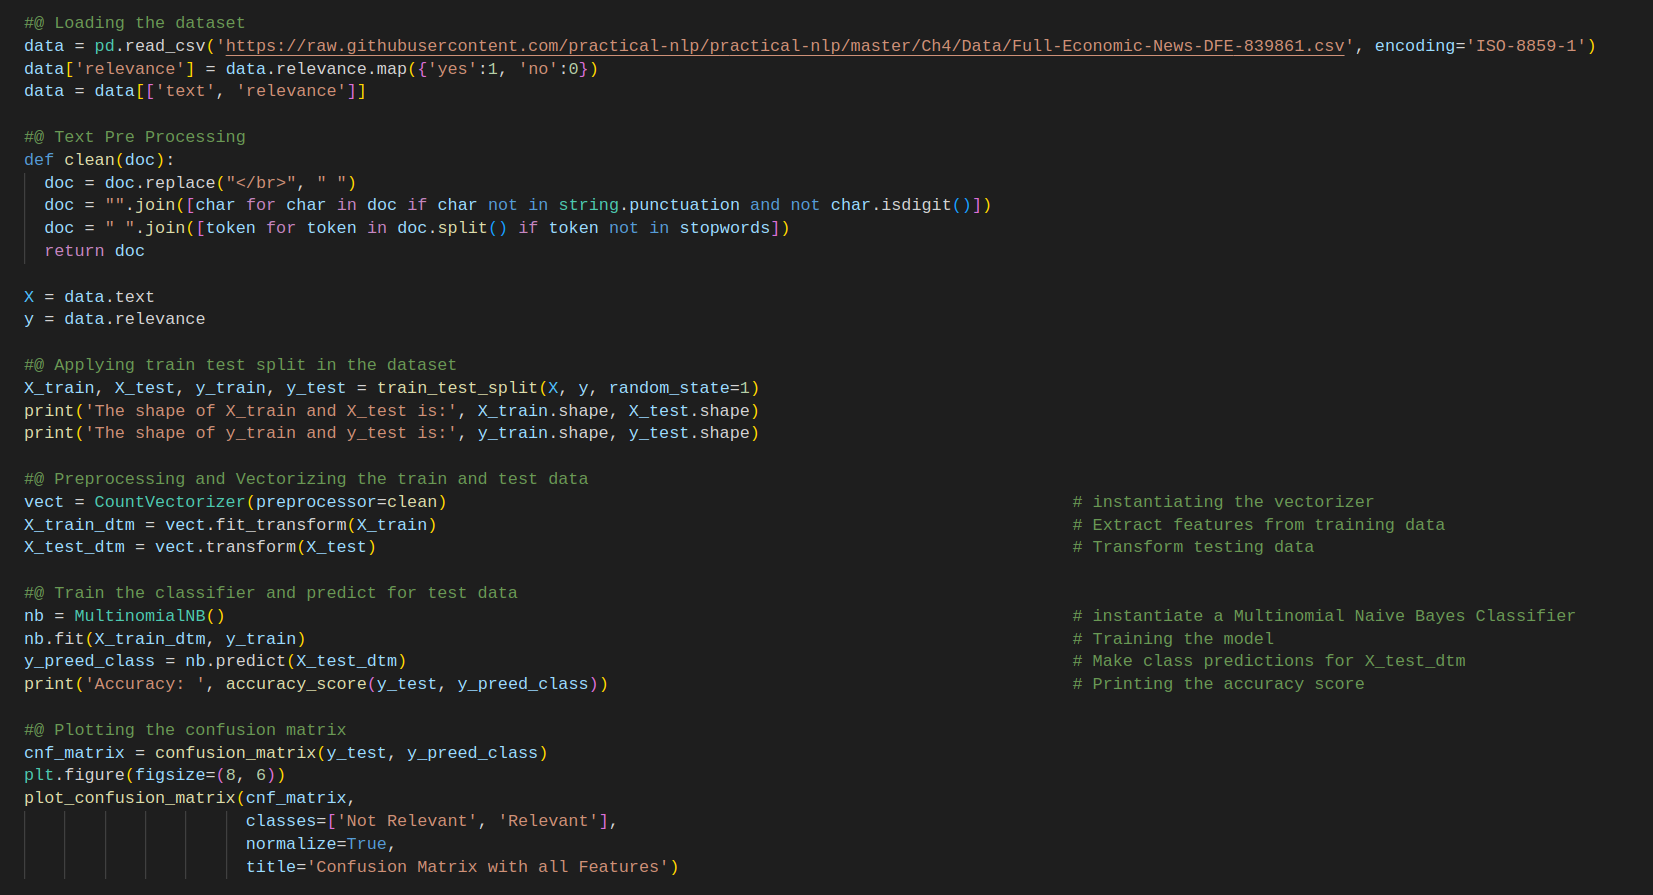 #@ Loading the dataset
data = pd.read_csv('https://raw.githubusercontent.com/practical-nlp/practical-nlp/master/Ch4/Data/Full-Economic-News-DFE-839861.csv', encoding='ISO-8859-1')
data['relevance'] = data.relevance.map({'yes':1, 'no':0})
data = data[['text', 'relevance']]

#@ Text Pre Processing
def clean(doc):
  doc = doc.replace("</br>", " ")
  doc = "".join([char for char in doc if char not in string.punctuation and not char.isdigit()])
  doc = " ".join([token for token in doc.split() if token not in stopwords])
  return doc

X = data.text
y = data.relevance

#@ Applying train test split in the dataset
X_train, X_test, y_train, y_test = train_test_split(X, y, random_state=1)
print('The shape of X_train and X_test is:', X_train.shape, X_test.shape)
print('The shape of y_train and y_test is:', y_train.shape, y_test.shape)

#@ Preprocessing and Vectorizing the train and test data
vect = CountVectorizer(preprocessor=clean) # instantiating the vectorizer
X_train_dtm = vect.fit_transform(X_train) # Extract features from training data
X_test_dtm = vect.transform(X_test) # Transform testing data

#@ Train the classifier and predict for test data
nb = MultinomialNB() # instantiate a Multinomial Naive Bayes Classifier
nb.fit(X_train_dtm, y_train) # Training the model
y_preed_class = nb.predict(X_test_dtm) # Make class predictions for X_test_dtm
print('Accuracy: ', accuracy_score(y_test, y_preed_class)) # Printing the accuracy score

#@ Plotting the confusion matrix
cnf_matrix = confusion_matrix(y_test, y_preed_class)
plt.figure(figsize=(8, 6))
plot_confusion_matrix(cnf_matrix,
                      classes=['Not Relevant', 'Relevant'],
                      normalize=True,
                      title='Confusion Matrix with all Features')